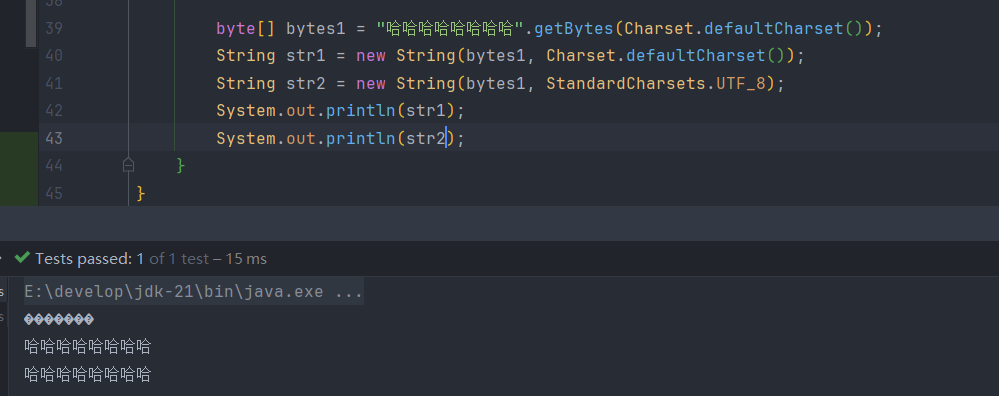 38
39 byte[] bytes1 = "哈哈哈哈哈哈哈哈".getBytes(Charset.defaultCharset());
40 String str1 = new String(bytes1, Charset.defaultCharset());
41 String str2 = new String(bytes1, StandardCharsets.UTF_8);
42 System.out.println(str1);
43 System.out.println(str2);
44 }
45 }
Tests passed: 1 of 1 test – 15 ms
E:\develop\jdk-21\bin\java.exe ...
��������
哈哈哈哈哈哈哈哈
哈哈哈哈哈哈哈哈